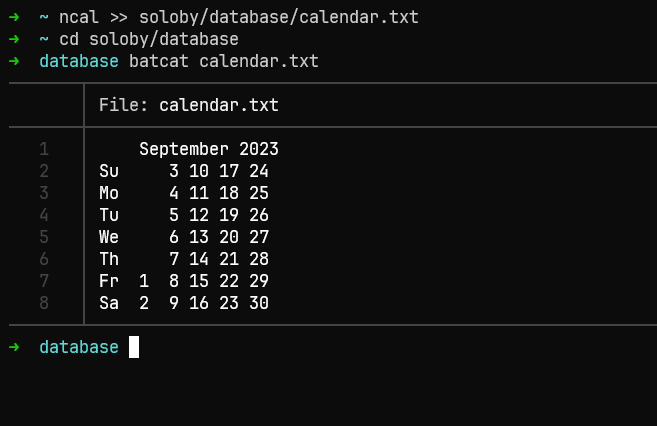 ➜  ~ ncal >> soloby/database/calendar.txt
➜  ~ cd soloby/database
➜  database batcat calendar.txt
File: calendar.txt
1     September 2023
2 Su     3 10 17 24
3 Mo     4 11 18 25
4 Tu     5 12 19 26
5 We     6 13 20 27
6 Th     7 14 21 28
7 Fr  1  8 15 22 29
8 Sa  2  9 16 23 30
➜  database